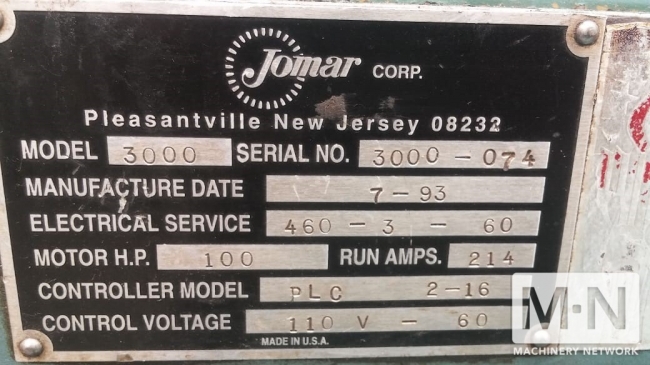 Jomar CORP.
Pleasantville New Jersey 08232
MODEL 3000 SERIAL NO. 3000-074
MANUFACTURE DATE 7-93
ELECTRICAL SERVICE 460-3-60
MOTOR H.P. 100 RUN AMPS. 214
CONTROLLER MODEL PLC 2-16
CONTROL VOLTAGE 110 V - 60
MADE IN U.S.A.
M·N
MACHINERY NETWORK